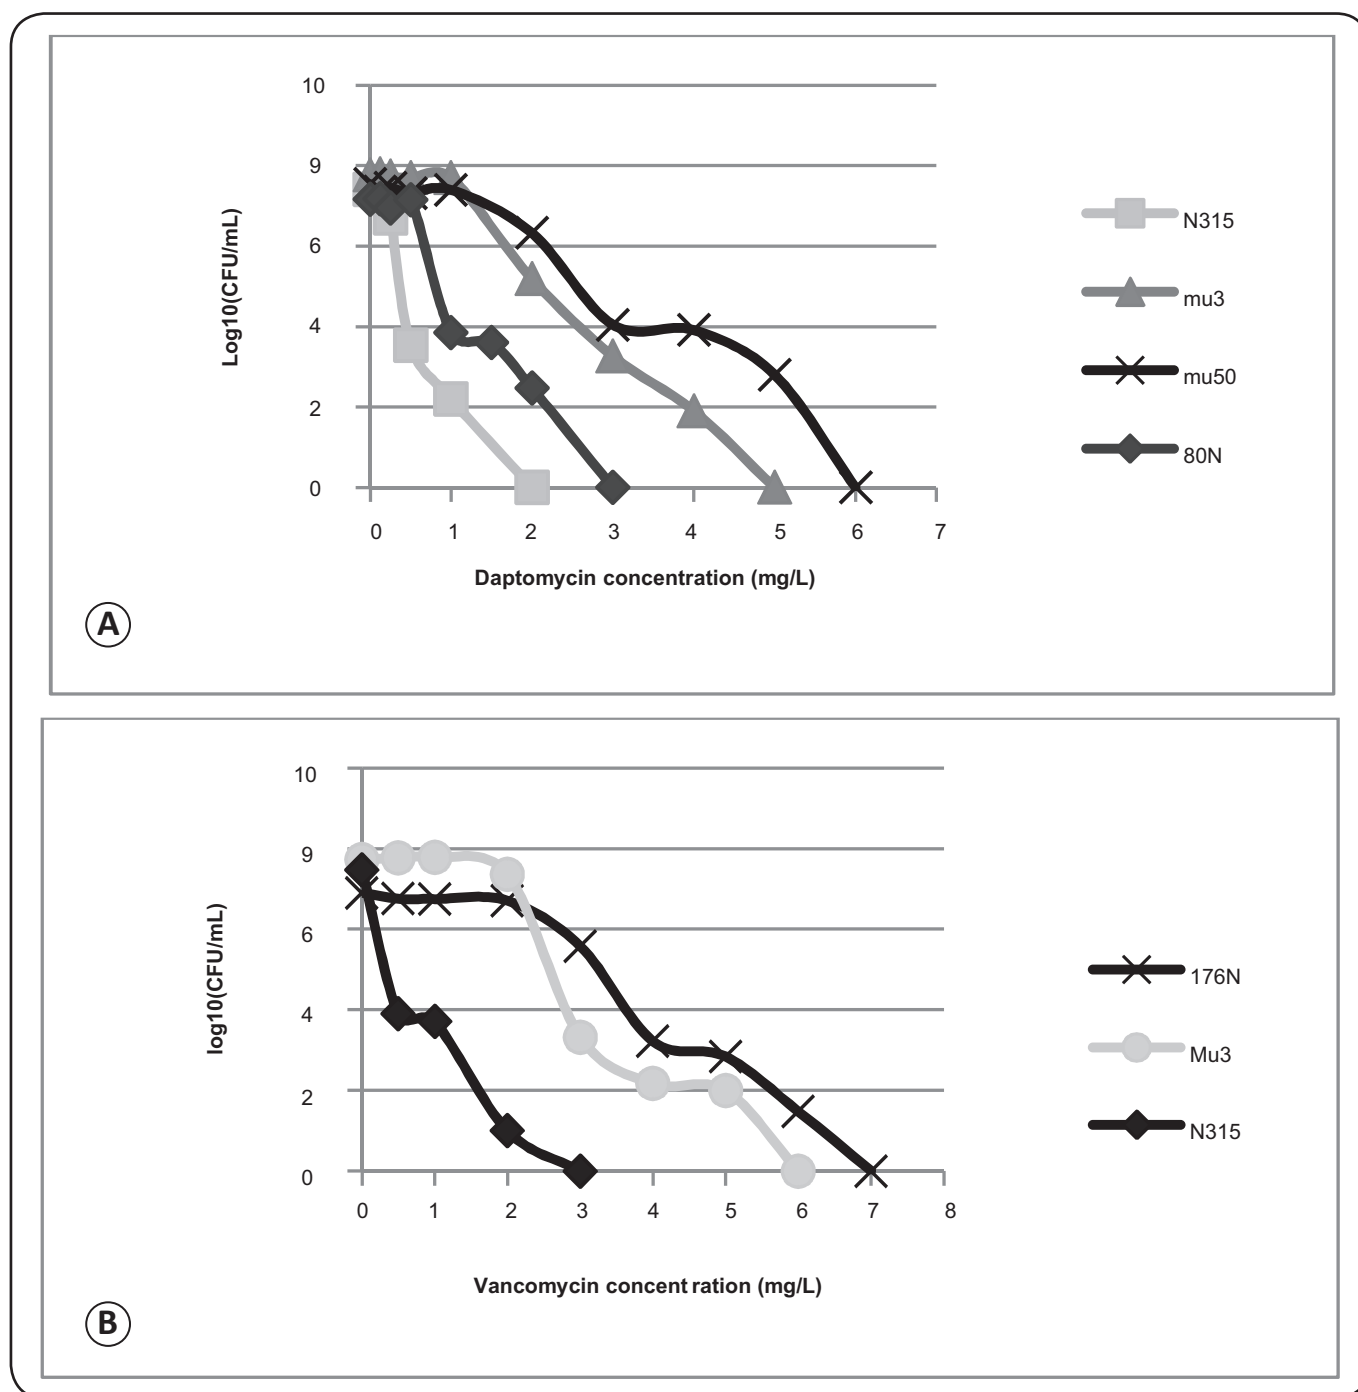 10
9
6
4
2
0
Log10(CFU/mL)
0 1 2 3 4 5 6 7
Daptomycin concentration (mg/L)
N315
mu3
mu50
80N
A
10
9
6
4
2
0
log10(CFU/mL)
0 1 2 3 4 5 6 7 8
Vancomycin concent ration (mg/L)
176N
Mu3
N315
B